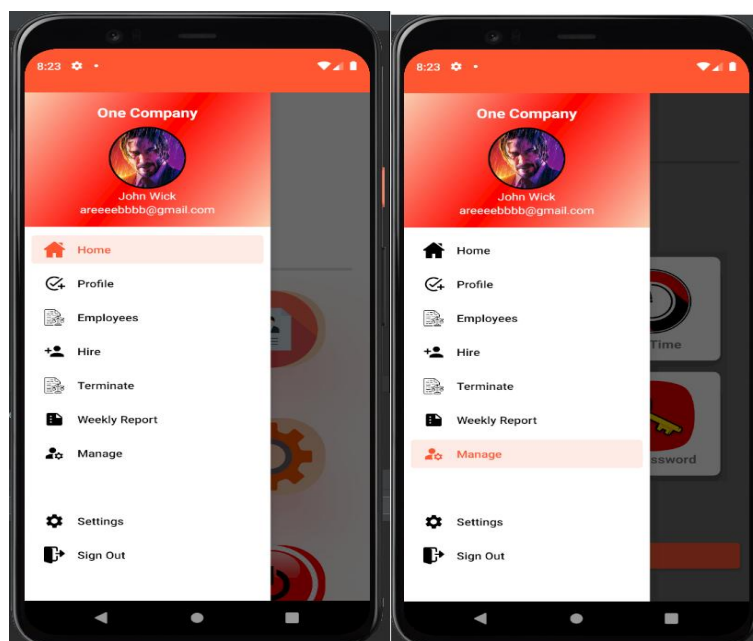 8:23
One Company
John Wick
areeeebbbb@gmail.com
Home
Profile
Employees
Hire
Terminate
Weekly Report
Manage
Settings
Sign Out
8:23
One Company
John Wick
areeeebbbb@gmail.com
Home
Profile
Employees
Hire
Terminate
Weekly Report
Manage
Settings
Sign Out
Time